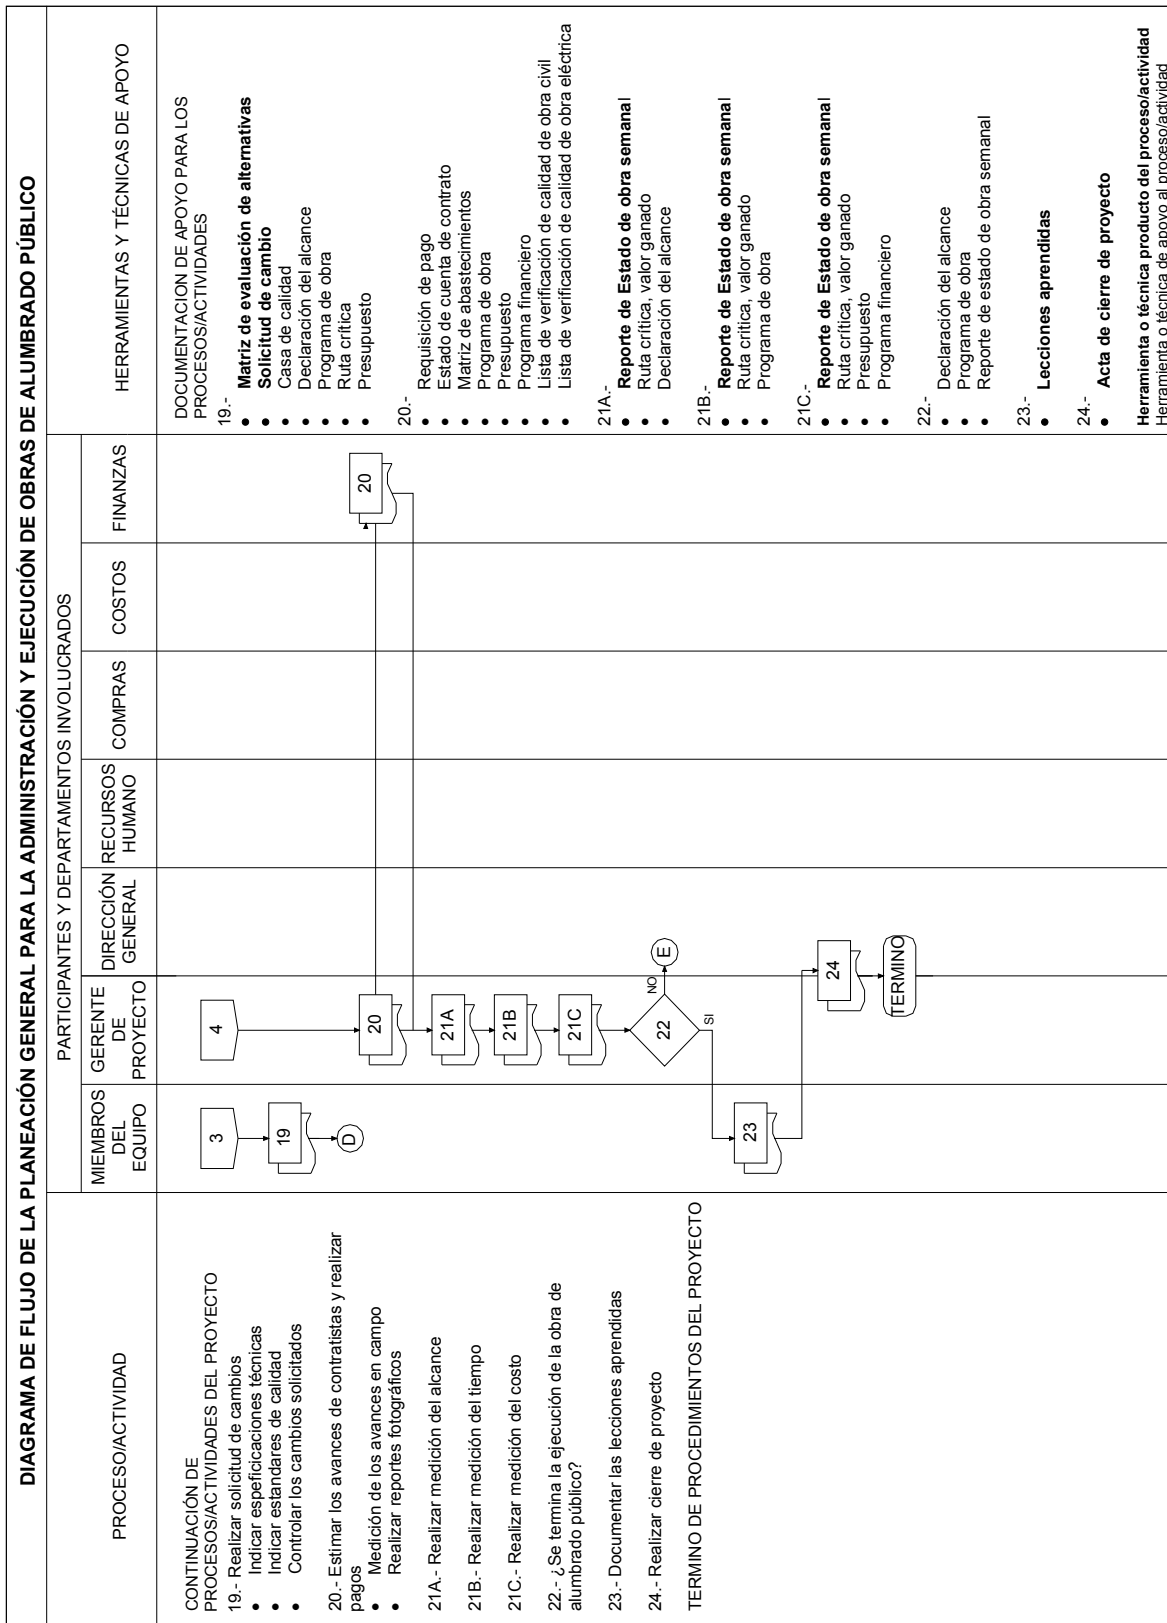 DIAGRAMA DE FLUJO DE LA PLANEACIÓN GENERAL PARA LA ADMINISTRACIÓN Y EJECUCIÓN DE OBRAS DE ALUMBRADO PÚBLICO
PROCESO/ACTIVIDAD
PARTICIPANTES Y DEPARTAMENTOS INVOLUCRADOS
HERRAMIENTAS Y TÉCNICAS DE APOYO
MIEMBROS
DEL
EQUIPO
GERENTE
DE
PROYECTO
DIRECCIÓN
GENERAL
RECURSOS
HUMANO
COMPRAS
COSTOS
FINANZAS
CONTINUACIÓN DE
PROCESOS/ACTIVIDADES DEL PROYECTO
19.- Realizar solicitud de cambios
● Indicar espeficicaciones técnicas
● Indicar estandares de calidad
● Controlar los cambios solicitados
20.- Estimar los avances de contratistas y realizar
pagos
● Medición de los avances en campo
● Realizar reportes fotográficos
21A.- Realizar medición del alcance
21B.- Realizar medición del tiempo
21C.- Realizar medición del costo
22.- ¿Se termina la ejecución de la obra de
alumbrado público?
23.- Documentar las lecciones aprendidas
24.- Realizar cierre de proyecto
TERMINO DE PROCEDIMIENTOS DEL PROYECTO
3
19
D
4
20
20
21A
21B
21C
22
NO
E
SI
23
24
TERMINO
DOCUMENTACION DE APOYO PARA LOS
PROCESOS/ACTIVIDADES
19.-
● Matriz de evaluación de alternativas
● Solicitud de cambio
● Casa de calidad
● Declaración del alcance
● Programa de obra
● Ruta crítica
● Presupuesto
20.-
● Requisición de pago
● Estado de cuenta de contrato
● Matriz de abastecimientos
● Programa de obra
● Presupuesto
● Programa financiero
● Lista de verificación de calidad de obra civil
● Lista de verificación de calidad de obra eléctrica
21A.-
● Reporte de Estado de obra semanal
● Ruta crítica, valor ganado
● Declaración del alcance
21B.-
● Reporte de Estado de obra semanal
● Ruta crítica, valor ganado
● Programa de obra
21C.-
● Reporte de Estado de obra semanal
● Ruta crítica, valor ganado
● Presupuesto
● Programa financiero
22.-
● Declaración del alcance
● Programa de obra
● Reporte de estado de obra semanal
23.-
● Lecciones aprendidas
24.-
● Acta de cierre de proyecto
Herramienta o técnica producto del proceso/actividad
Herramienta o técnica de apoyo al proceso/actividad